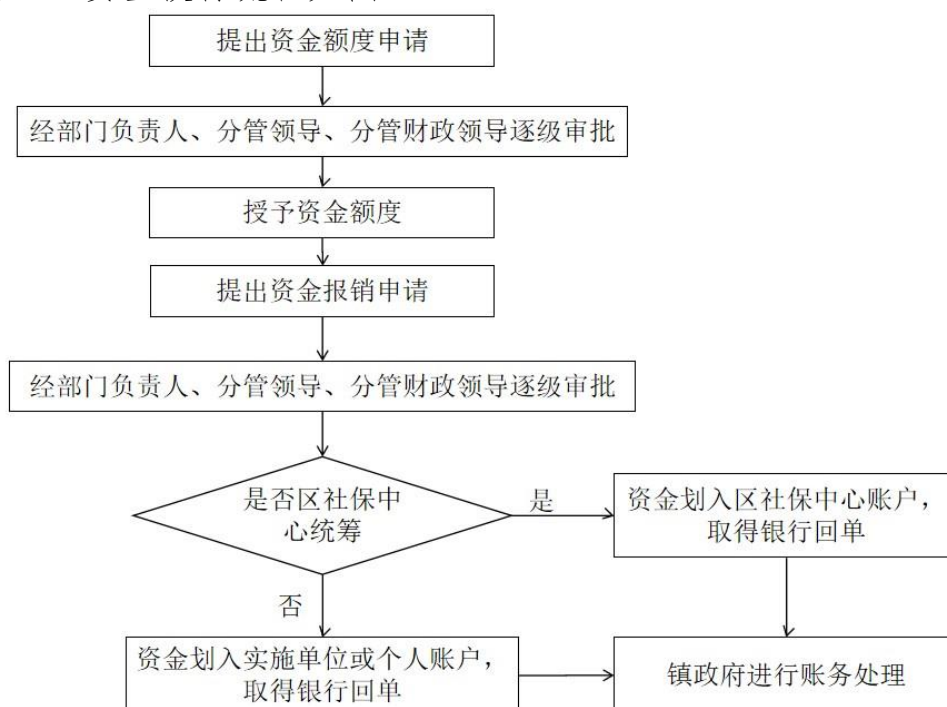 提出资金额度申请
经部门负责人、分管领导、分管财政领导逐级审批
授予资金额度
提出资金报销申请
经部门负责人、分管领导、分管财政领导逐级审批
是否区社保中
心统筹
是
资金划入区社保中心账户，
取得银行回单
否
资金划入实施单位或个人账户，
取得银行回单
镇政府进行账务处理